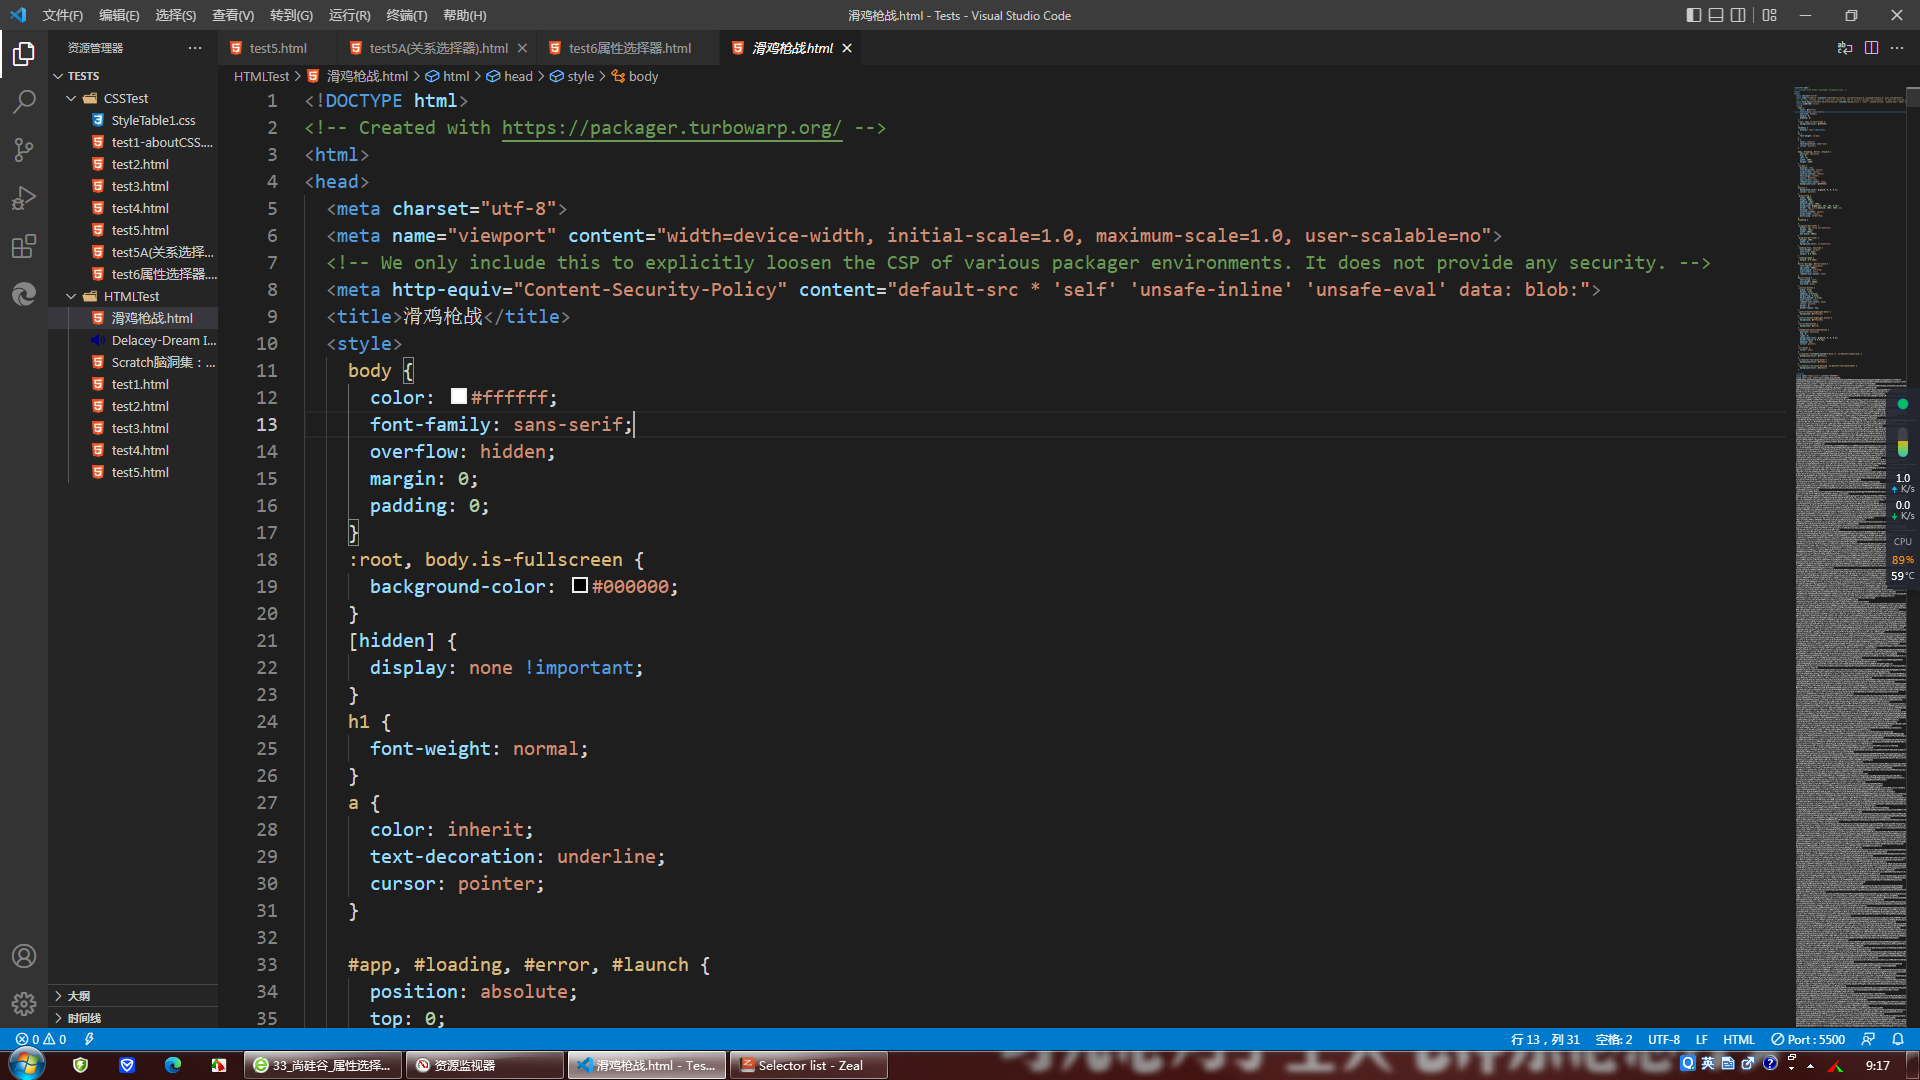 文件(F) 编辑(E) 选择(S) 查看(V) 转到(G) 运行(R) 终端(T) 帮助(H)
滑鸡枪战.html - Tests - Visual Studio Code
资源管理器
test5.html
test5A(关系选择器).html
test6属性选择器.html
滑鸡枪战.html
HTMLTest > 滑鸡枪战.html > html > head > style > body
TESTS
CSSTest
StyleTable1.css
test1-aboutCSS....
test2.html
test3.html
test4.html
test5.html
test5A(关系选择...
test6属性选择器....
HTMLTest
滑鸡枪战.html
Delacey-Dream I...
Scratch脑洞集：...
test1.html
test2.html
test3.html
test4.html
test5.html
大纲
时间线
1 <!DOCTYPE html>
2 <!-- Created with https://packager.turbowarp.org/ -->
3 <html>
4 <head>
5 <meta charset="utf-8">
6 <meta name="viewport" content="width=device-width, initial-scale=1.0, maximum-scale=1.0, user-scalable=no">
7 <!-- We only include this to explicitly loosen the CSP of various packager environments. It does not provide any security. -->
8 <meta http-equiv="Content-Security-Policy" content="default-src * 'self' 'unsafe-inline' 'unsafe-eval' data: blob:">
9 <title>滑鸡枪战</title>
10 <style>
11 body {
12 color: #ffffff;
13 font-family: sans-serif;
14 overflow: hidden;
15 margin: 0;
16 padding: 0;
17 }
18 :root, body.is-fullscreen {
19 background-color: #000000;
20 }
21 [hidden] {
22 display: none !important;
23 }
24 h1 {
25 font-weight: normal;
26 }
27 a {
28 color: inherit;
29 text-decoration: underline;
30 cursor: pointer;
31 }
32
33 #app, #loading, #error, #launch {
34 position: absolute;
35 top: 0;
1.0
K/s
0.0
K/s
CPU
89%
59°C
0 0
行 13，列 31 空格: 2 UTF-8 LF HTML Port : 5500
33_尚硅谷_属性选择...
资源监视器
滑鸡枪战.html - Tes...
Selector list - Zeal
英
9:17